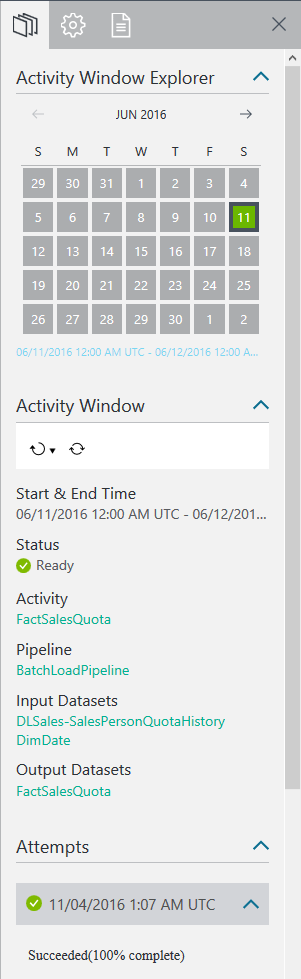 Activity Window Explorer
JUN 2016
S M T W T F S
29 30 31 1 2 3 4
5 6 7 8 9 10 11
12 13 14 15 16 17 18
19 20 21 22 23 24 25
26 27 28 29 30 1 2
06/11/2016 12:00 AM UTC - 06/12/2016 12:00 A...
Activity Window
Start & End Time
06/11/2016 12:00 AM UTC - 06/12/201...
Status
Ready
Activity
FactSalesQuota
Pipeline
BatchLoadPipeline
Input Datasets
DLSales-SalesPersonQuotaHistory
DimDate
Output Datasets
FactSalesQuota
Attempts
11/04/2016 1:07 AM UTC
Succeeded(100% complete)